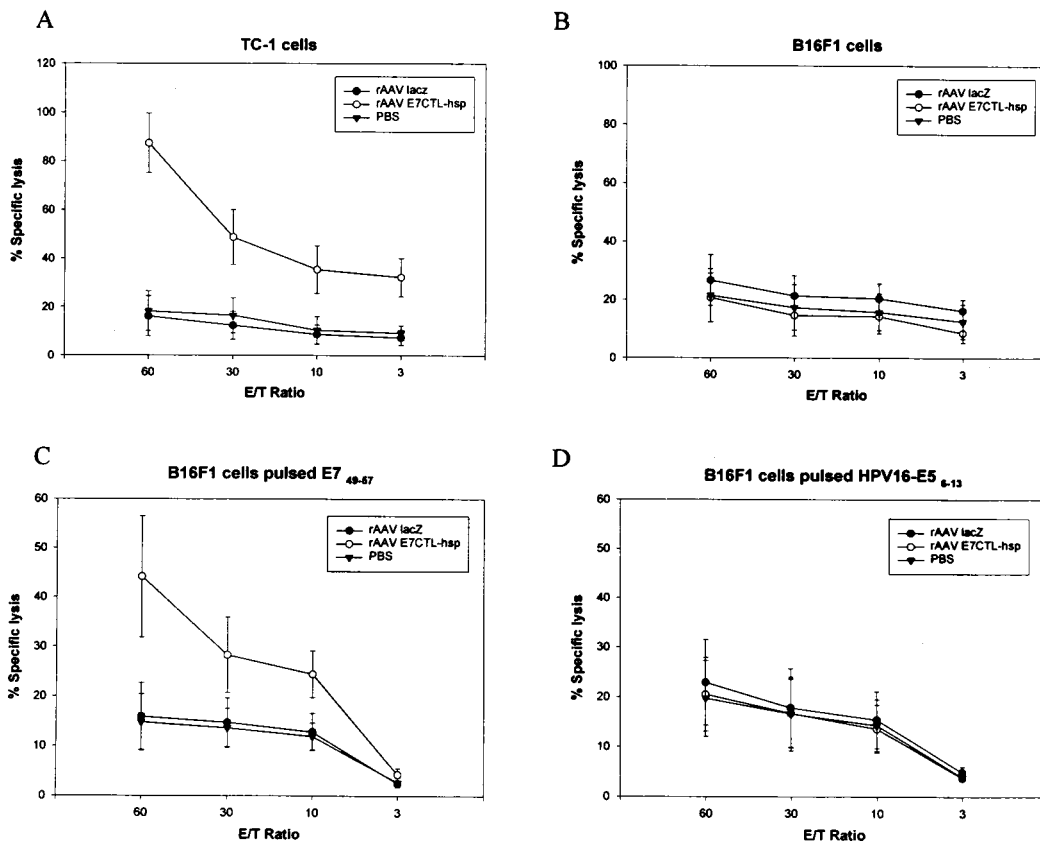 A
TC-1 cells
120
100
80
60
40
20
0
% Specific lysis
60 30 10 3
E/T Ratio
rAAV lacz
rAAV E7CTL-hsp
PBS
B
B16F1 cells
100
80
60
40
20
0
% Specific lysis
60 30 10 3
E/T Ratio
rAAV lacZ
rAAV E7CTL-hsp
PBS
C
B16F1 cells pulsed E7 49-57
60
50
40
30
20
10
0
% Specific lysis
60 30 10 3
E/T Ratio
rAAV lacZ
rAAV E7CTL-hsp
PBS
D
B16F1 cells pulsed HPV16-E5 6-13
60
50
40
30
20
10
0
% Specific lysis
60 30 10 3
E/T Ratio
rAAV lacZ
rAAV E7CTL-hsp
PBS